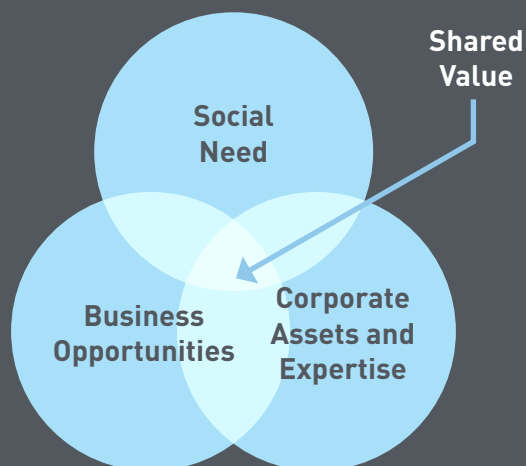 Shared
Value
Social
Need
Business
Opportunities
Corporate
Assets and
Expertise